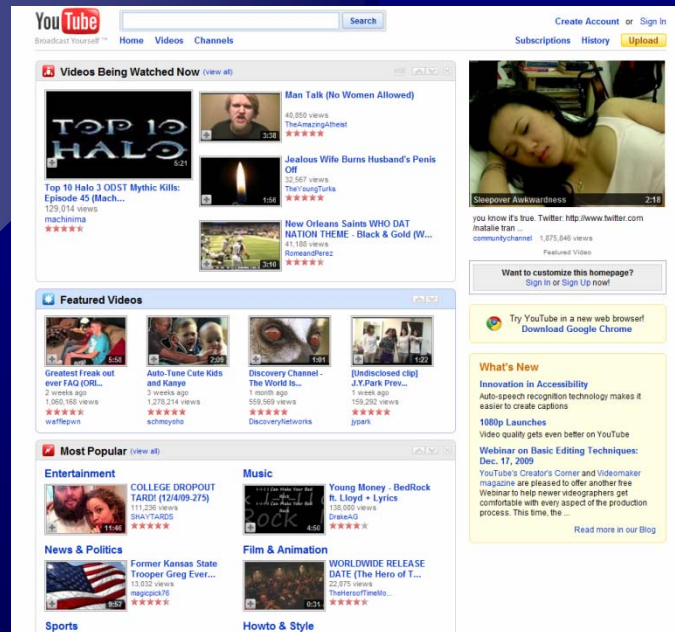 YouTube
Broadcast Yourself ™
Search
Create Account or Sign In
Home Videos Channels
Subscriptions History Upload
Videos Being Watched Now (view all)
TOP 10
HALO
5:21
Top 10 Halo 3 ODST Mythic Kills:
Episode 45 (Mach...
129,014 views
machinima
3:38
Man Talk (No Women Allowed)
40,850 views
TheAmazingAtheist
1:56
Jealous Wife Burns Husband's Penis
Off
32,567 views
TheYoungTurks
3:10
New Orleans Saints WHO DAT
NATION THEME - Black & Gold (W...
41,188 views
RomeandPerez
Sleepover Awkwardness 2:18
you know it's true. Twitter: http://www.twitter.com
/natalie tran ...
communitychannel 1,875,846 views
Featured Video
Want to customize this homepage?
Sign In or Sign Up now!
Try YouTube in a new web browser!
Download Google Chrome
What's New
Innovation in Accessibility
Auto-speech recognition technology makes it
easier to create captions
1080p Launches
Video quality gets even better on YouTube
Webinar on Basic Editing Techniques:
Dec. 17, 2009
YouTube's Creator's Corner and Videomaker
magazine are pleased to offer another free
Webinar to help newer videographers get
comfortable with every aspect of the production
process. This time, the ...
Read more in our Blog
Featured Videos
5:58
Greatest Freak out
ever FAQ (ORI...
2 weeks ago
1,060,168 views
wafflepwn
2:09
Auto-Tune Cute Kids
and Kanye
3 weeks ago
1,278,214 views
schmoyoho
1:01
Discovery Channel -
The World Is...
1 month ago
559,569 views
DiscoveryNetworks
1:22
[Undisclosed clip]
J.Y.Park Prev...
1 week ago
159,292 views
jypark
Most Popular (view all)
Entertainment
11:46
COLLEGE DROPOUT
TARD! (12/4/09-275)
111,236 views
SHAYTARDS
Music
4:50
Young Money - BedRock
ft. Lloyd + Lyrics
138,000 views
DrakeAG
News & Politics
9:57
Former Kansas State
Trooper Greg Ever...
13,032 views
magicpick76
Film & Animation
0:31
WORLDWIDE RELEASE
DATE (The Hero of T...
22,875 views
TheHeroofTimeMo...
Sports
Howto & Style